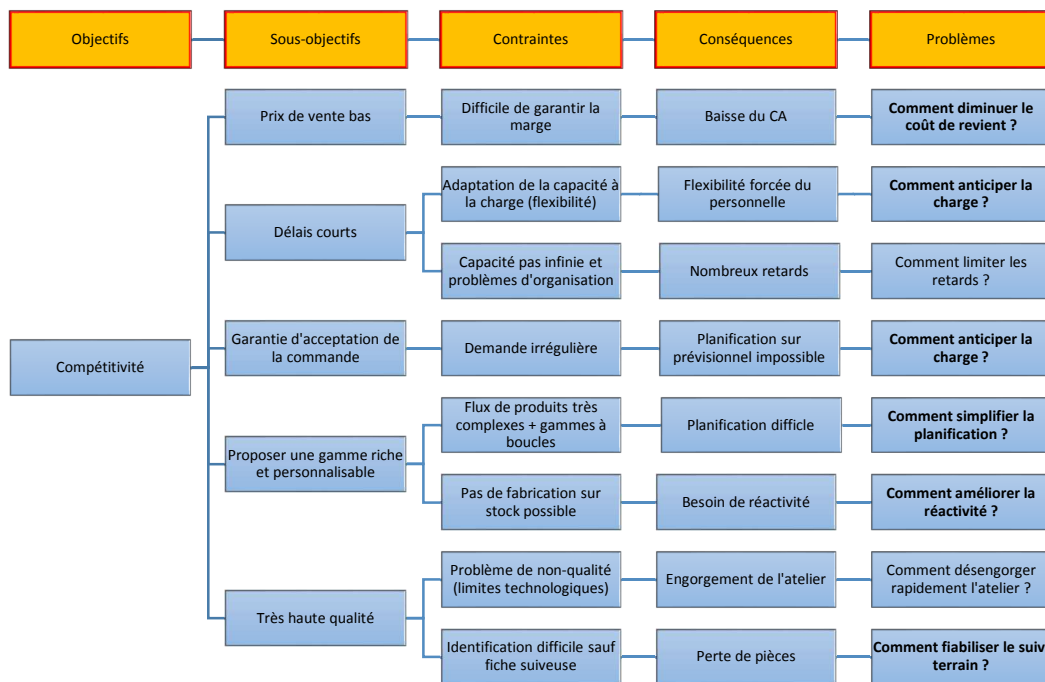 Objectifs
Sous-objectifs
Contraintes
Conséquences
Problèmes
Compétitivité
Prix de vente bas
Difficile de garantir la
marge
Baisse du CA
Comment diminuer le
coût de revient ?
Délais courts
Adaptation de la capacité à
la charge (flexibilité)
Flexibilité forcée du
personnelle
Comment anticiper la
charge ?
Capacité pas infinie et
problèmes d'organisation
Nombreux retards
Comment limiter les
retards ?
Garantie d'acceptation de
la commande
Demande irrégulière
Planification sur
prévisionnel impossible
Comment anticiper la
charge ?
Proposer une gamme riche
et personnalisable
Flux de produits très
complexes + gammes à
boucles
Planification difficle
Comment simplifier la
planification ?
Pas de fabrication sur
stock possible
Besoin de réactivité
Comment améliorer la
réactivité ?
Très haute qualité
Problème de non-qualité
(limites technologiques)
Engorgement de l'atelier
Comment désengorger
rapidement l'atelier ?
Identification difficile sauf
fiche suiveuse
Perte de pièces
Comment fiabiliser le suivi
terrain ?